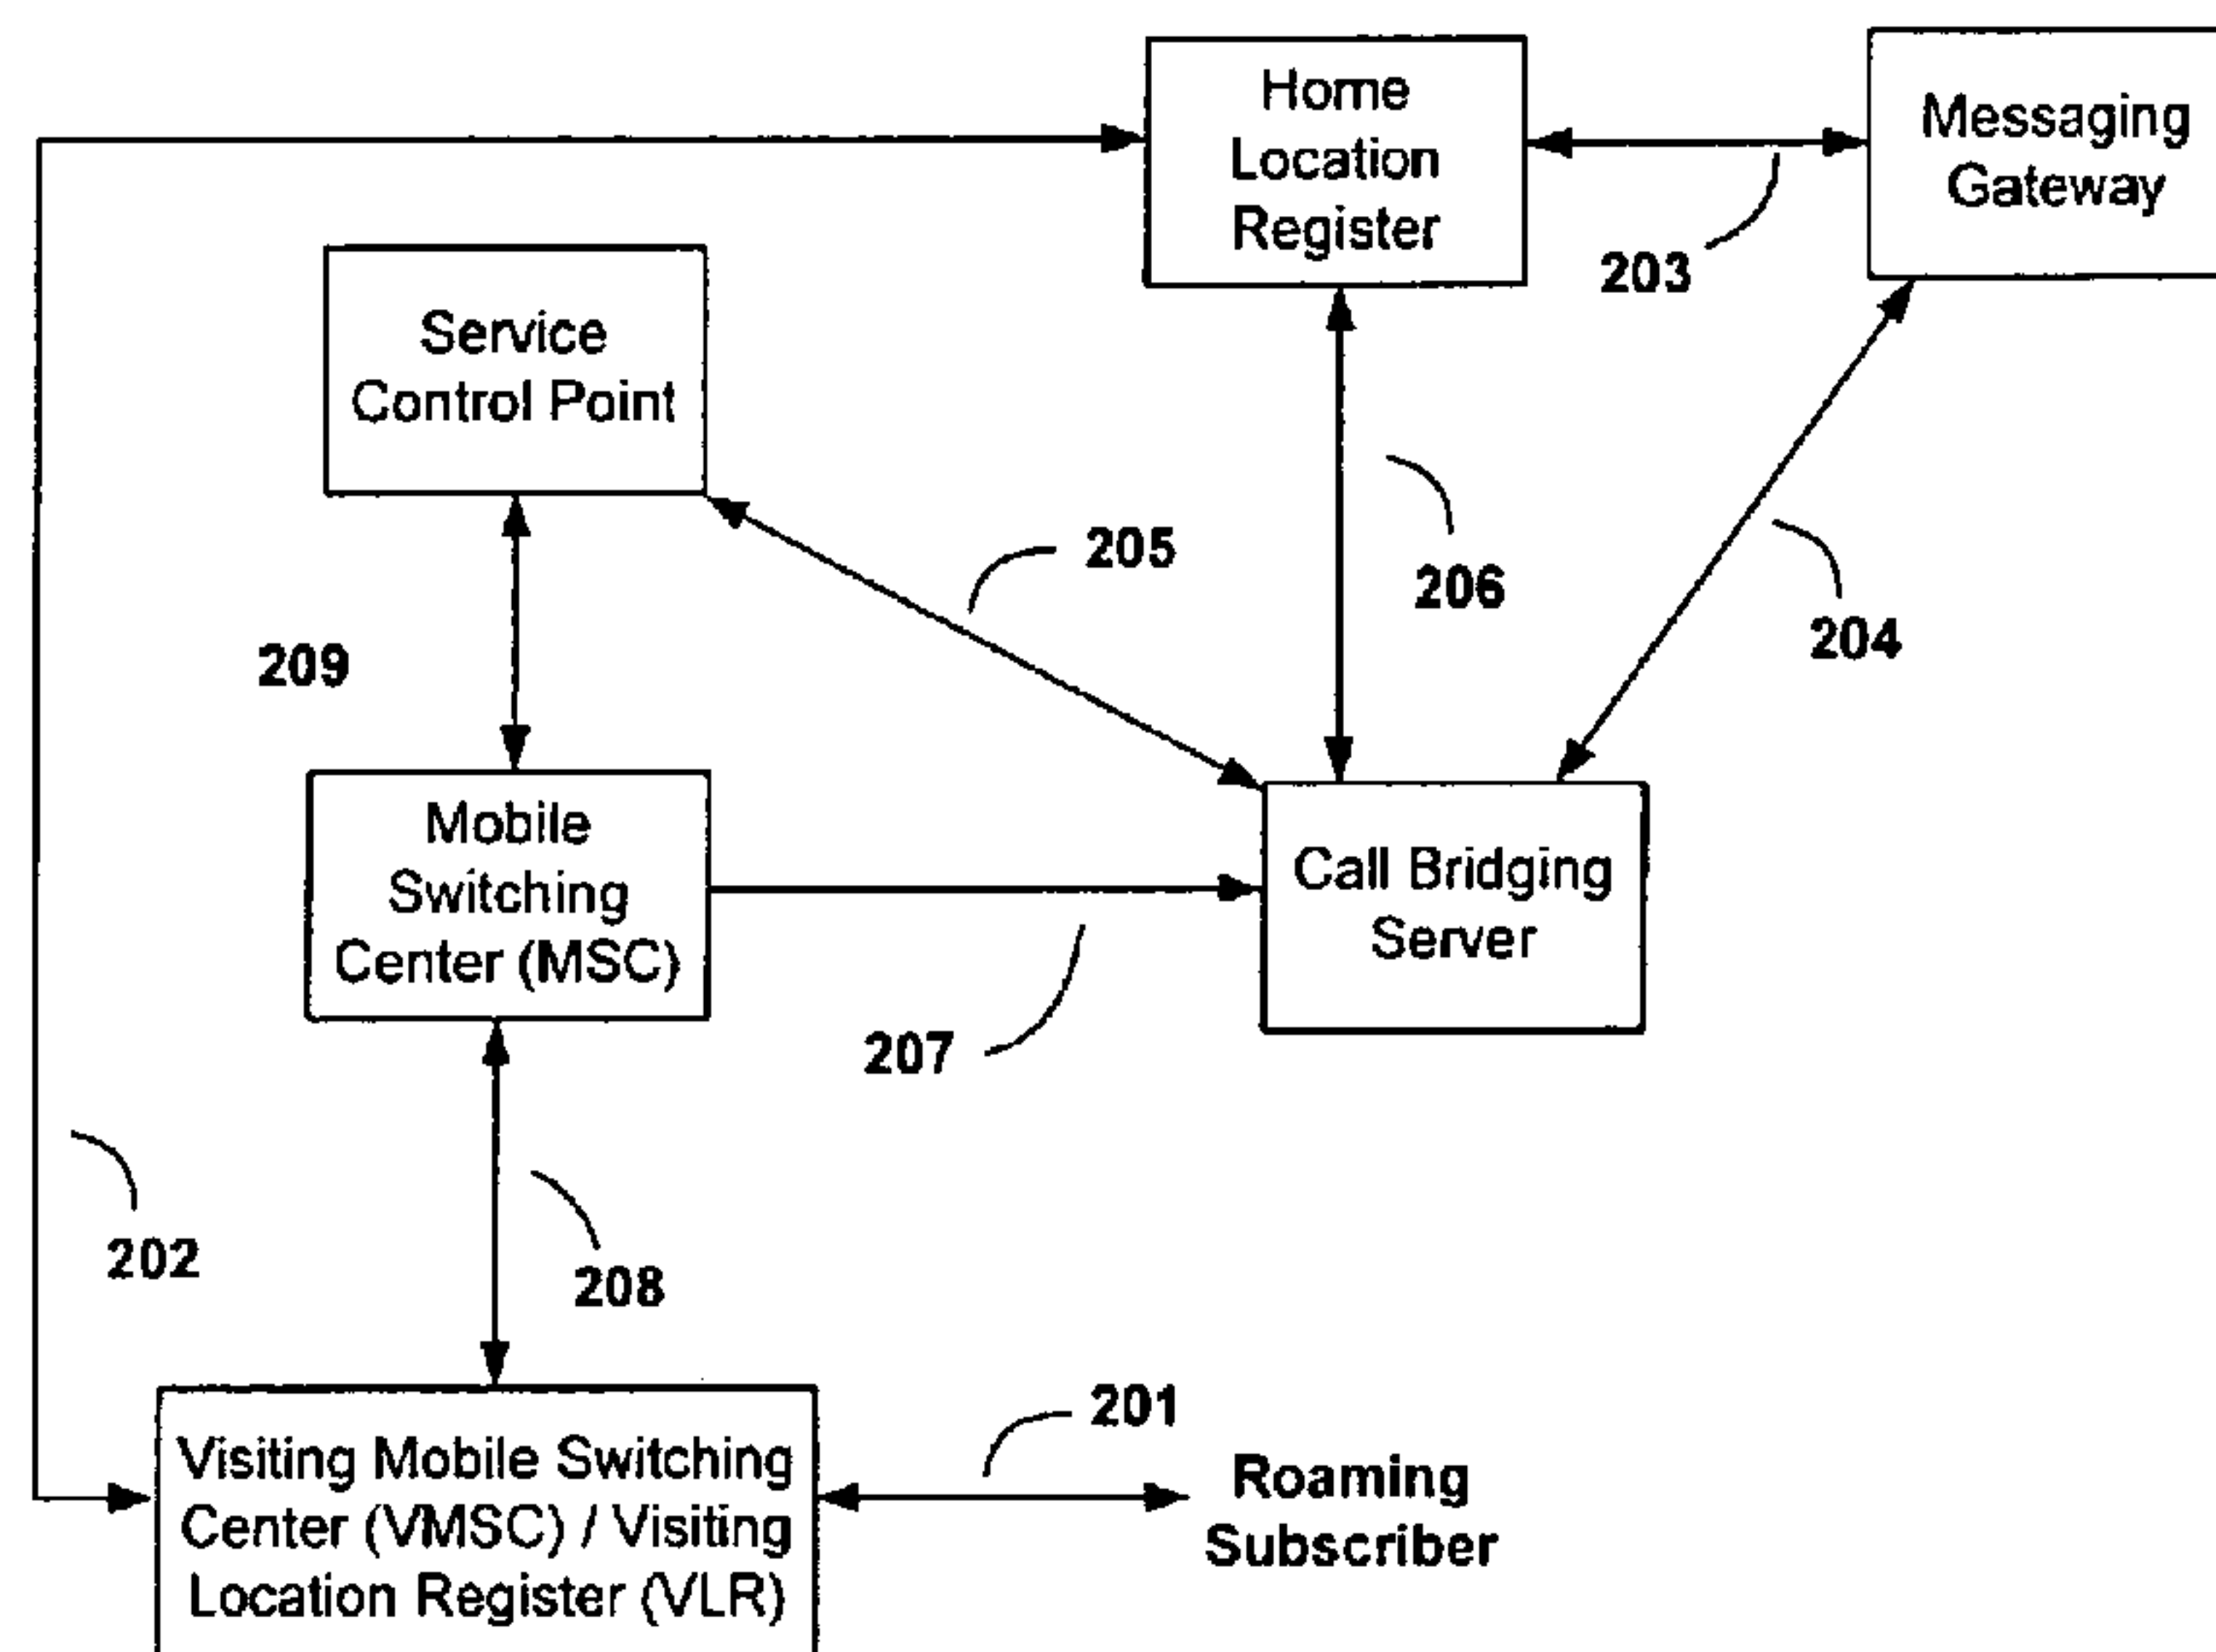 Home
Location
Register
Messaging
Gateway
203
Service
Control Point
205
206
204
209
Mobile
Switching
Center (MSC)
Call Bridging
Server
207
202
208
201
Visiting Mobile Switching
Center (VMSC) / Visiting
Location Register (VLR)
Roaming
Subscriber